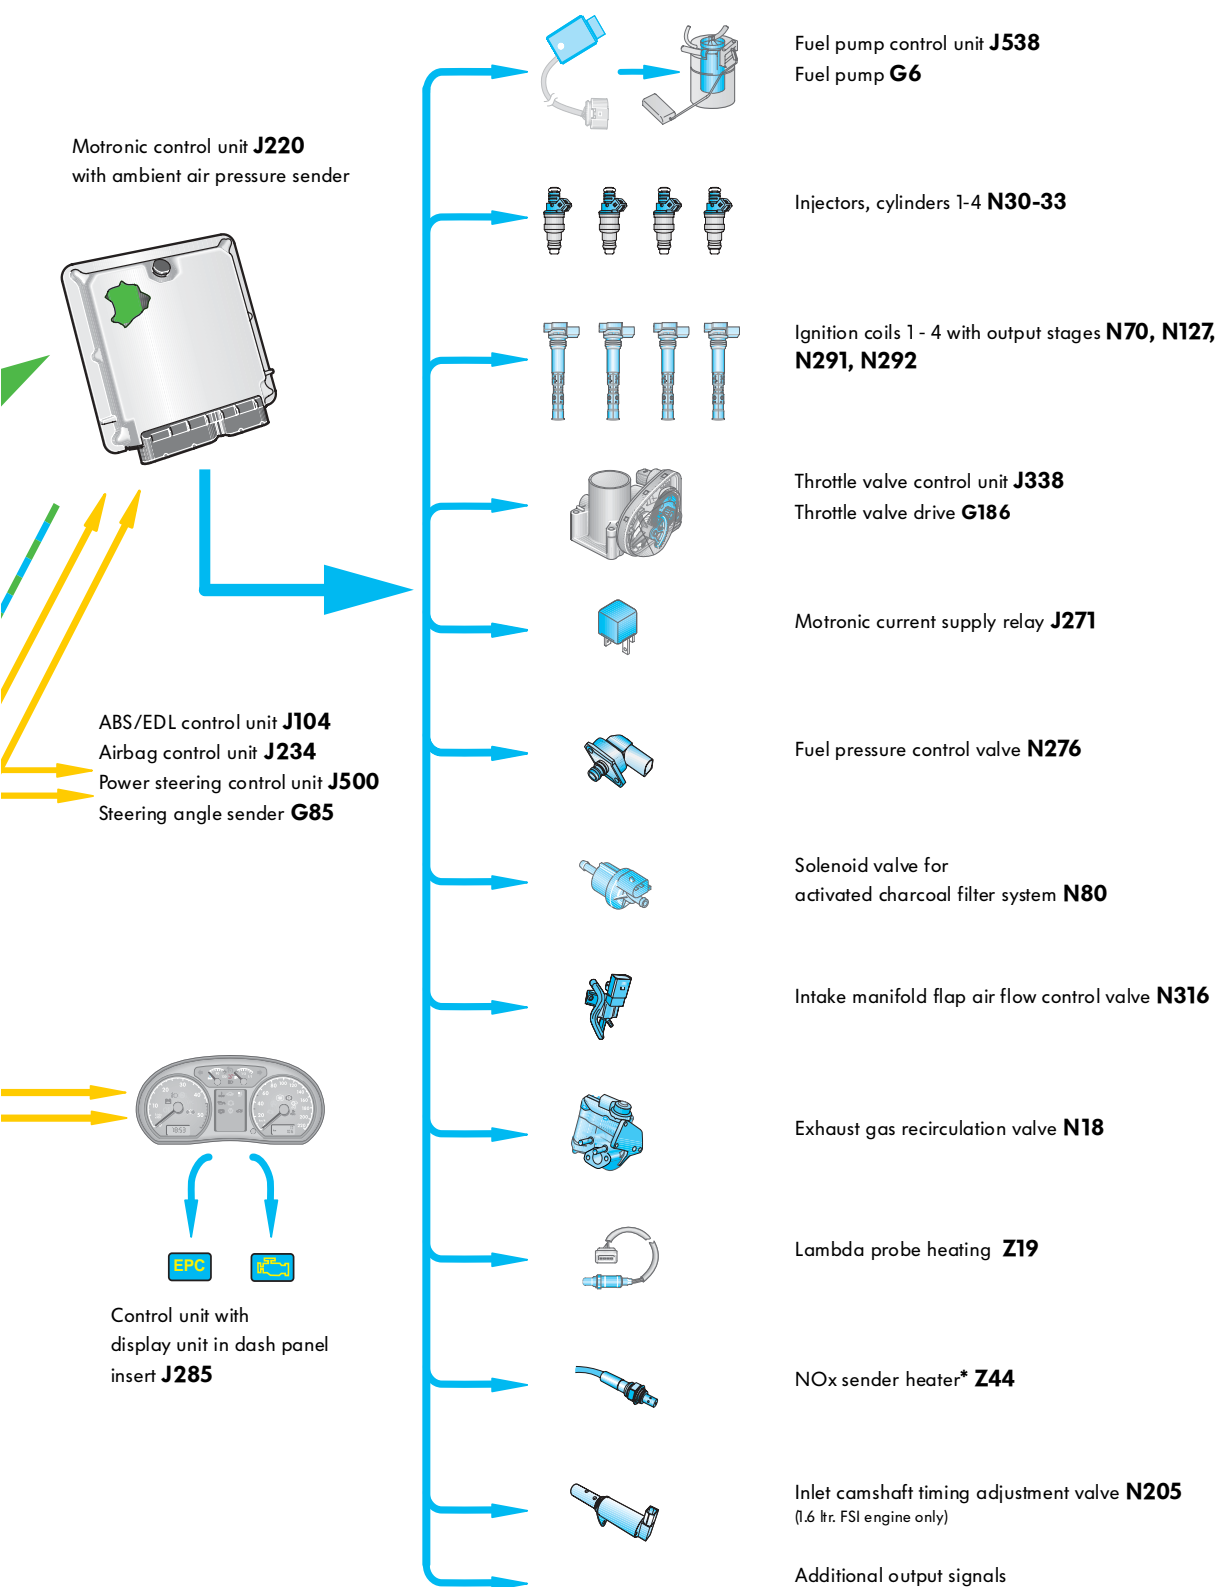 Fuel pump control unit J538
Fuel pump G6
Motronic control unit J220
with ambient air pressure sender
Injectors, cylinders 1-4 N30-33
Ignition coils 1 - 4 with output stages N70, N127,
N291, N292
Throttle valve control unit J338
Throttle valve drive G186
Motronic current supply relay J271
ABS/EDL control unit J104
Airbag control unit J234
Power steering control unit J500
Steering angle sender G85
Fuel pressure control valve N276
Solenoid valve for
activated charcoal filter system N80
Intake manifold flap air flow control valve N316
Exhaust gas recirculation valve N18
EPC
Control unit with
display unit in dash panel
insert J285
Lambda probe heating Z19
NOx sender heater* Z44
Inlet camshaft timing adjustment valve N205
(1.6 ltr. FSI engine only)
Additional output signals